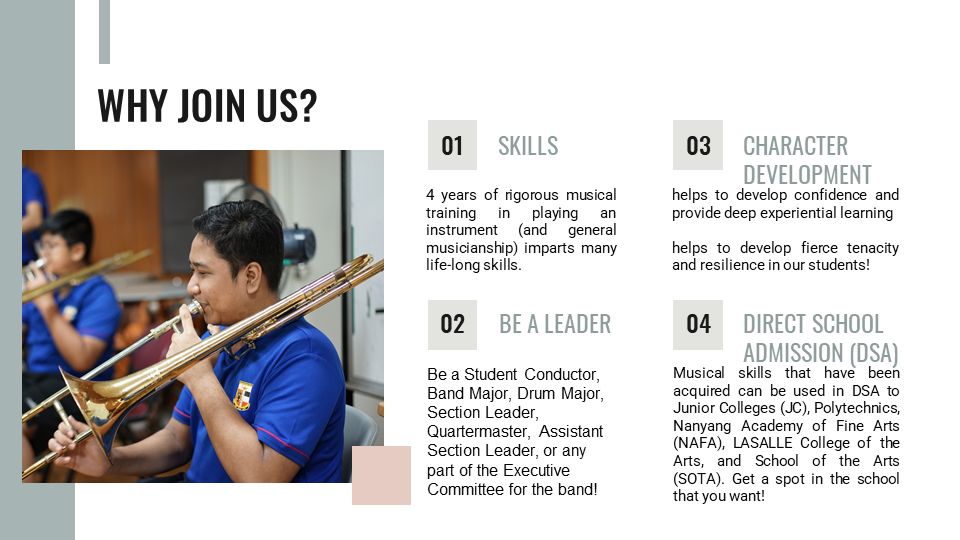 WHY JOIN US?
01
SKILLS
4 years of rigorous musical
training in playing an
instrument (and general
musicianship) imparts many
life-long skills.
02
BE A LEADER
Be a Student Conductor,
Band Major, Drum Major,
Section Leader,
Quartermaster, Assistant
Section Leader, or any
part of the Executive
Committee for the band!
03
CHARACTER
DEVELOPMENT
helps to develop confidence and
provide deep experiential learning
helps to develop fierce tenacity
and resilience in our students!
04
DIRECT SCHOOL
ADMISSION (DSA)
Musical skills that have been
acquired can be used in DSA to
Junior Colleges (JC), Polytechnics,
Nanyang Academy of Fine Arts
(NAFA), LASALLE College of the
Arts, and School of the Arts
(SOTA). Get a spot in the school
that you want!